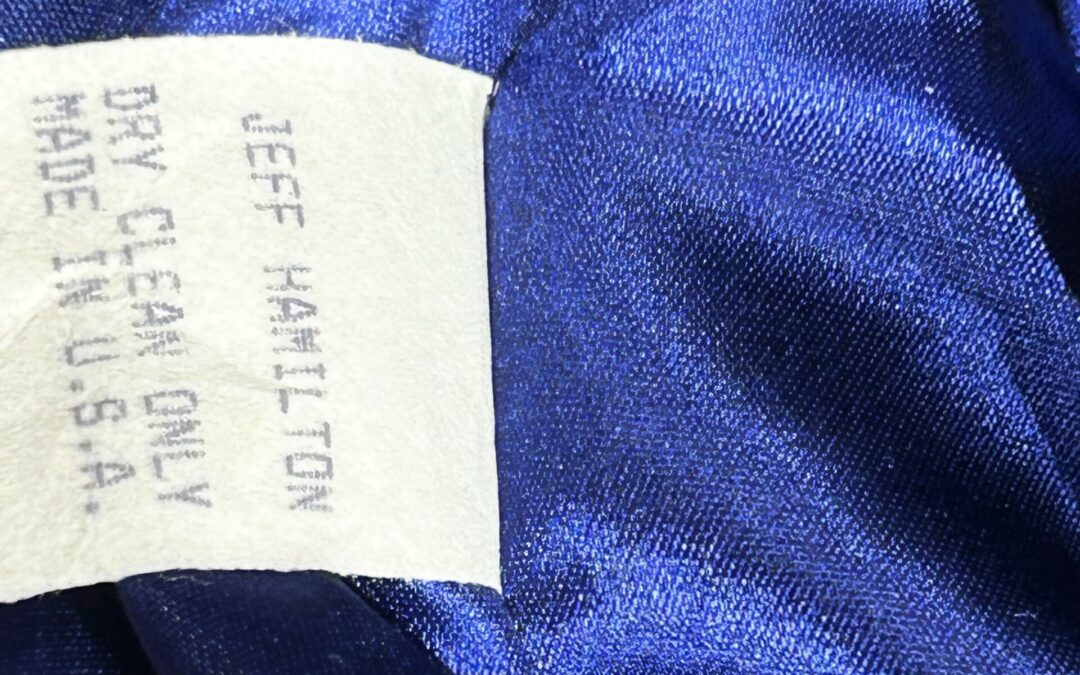 JEFF HAMILTON
DRY CLEAN ONLY
MADE IN U.S.A.